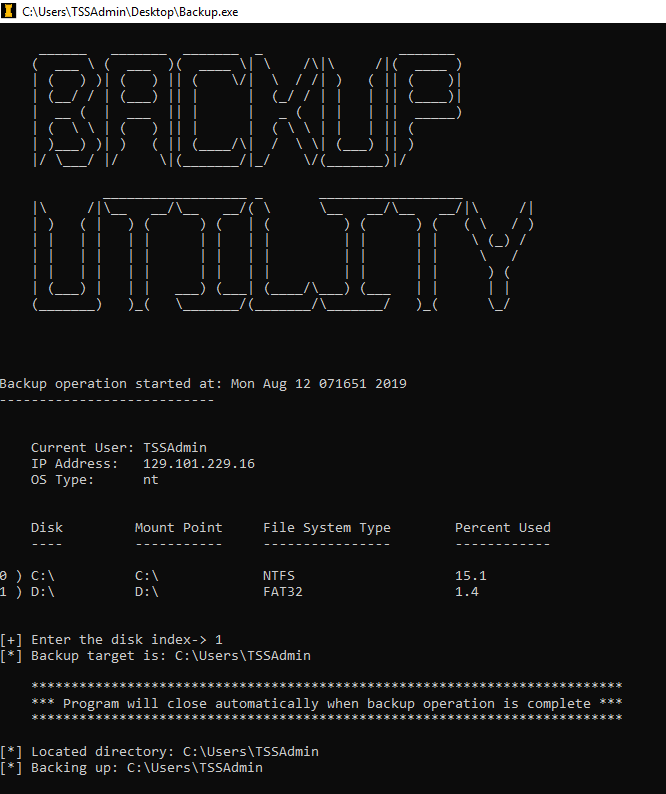 C:\Users\TSSAdmin\Desktop\Backup.exe
BACKUP
UTILITY
Backup operation started at: Mon Aug 12 071651 2019
---------------------------
Current User: TSSAdmin
IP Address: 129.101.229.16
OS Type: nt
Disk Mount Point File System Type Percent Used
---- ----------- ---------------- ------------
0 ) C:\ C:\ NTFS 15.1
1 ) D:\ D:\ FAT32 1.4
[+] Enter the disk index-> 1
[*] Backup target is: C:\Users\TSSAdmin
**************************************************************************
*** Program will close automatically when backup operation is complete ***
**************************************************************************
[*] Located directory: C:\Users\TSSAdmin
[*] Backing up: C:\Users\TSSAdmin